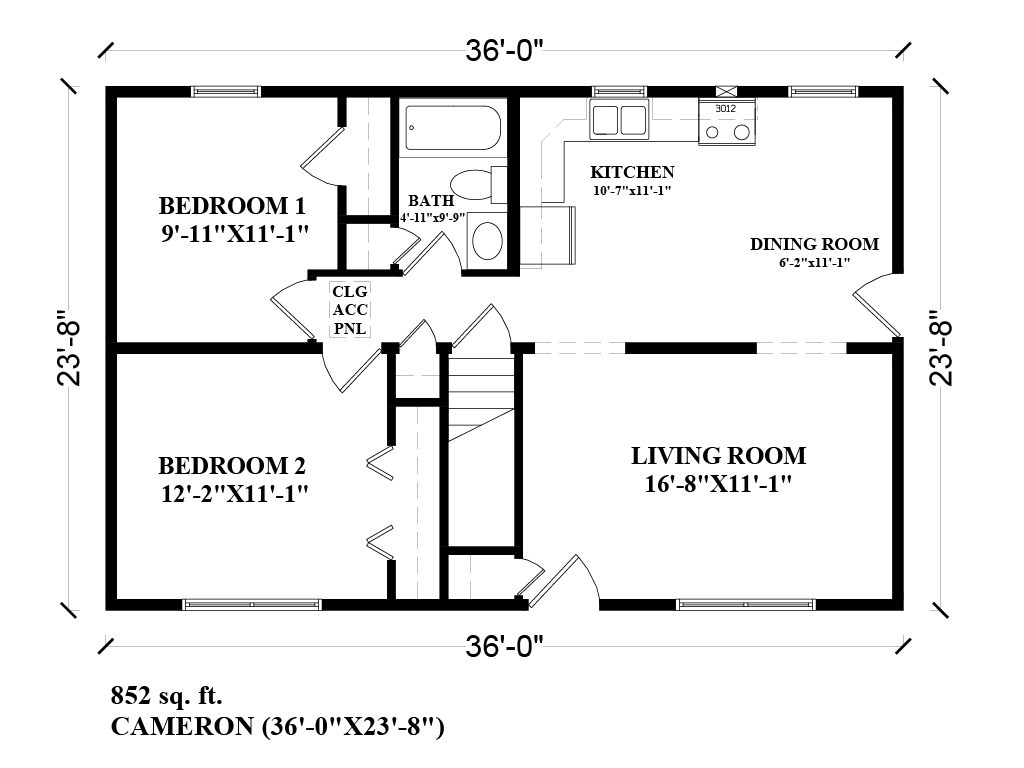 36'-0"
3012
KITCHEN
10'-7"x11'-1"
BATH
4'-11"x9'-9"
BEDROOM 1
9'-11"X11'-1"
DINING ROOM
6'-2"x11'-1"
CLG
ACC
PNL
23'-8"
23'-8"
LIVING ROOM
16'-8"X11'-1"
BEDROOM 2
12'-2"X11'-1"
36'-0"
852 sq. ft.
CAMERON (36'-0"X23'-8")